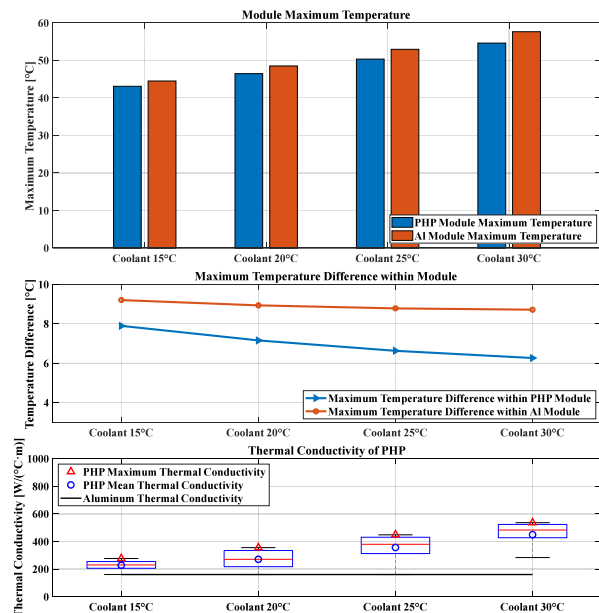 Module Maximum Temperature
Maximum Temperature [°C]
60
50
40
30
20
10
0
PHP Module Maximum Temperature
Al Module Maximum Temperature
Coolant 15°C
Coolant 20°C
Coolant 25°C
Coolant 30°C
Maximum Temperature Difference within Module
Temperature Difference [°C]
10
8
6
4
Maximum Temperature Difference within PHP Module
Maximum Temperature Difference within Al Module
Coolant 15°C
Coolant 20°C
Coolant 25°C
Coolant 30°C
Thermal Conductivity of PHP
Thermal Conductivity [W/(°C·m)]
1000
800
600
400
200
0
PHP Maximum Thermal Conductivity
PHP Mean Thermal Conductivity
Aluminum Thermal Conductivity
Coolant 15°C
Coolant 20°C
Coolant 25°C
Coolant 30°C